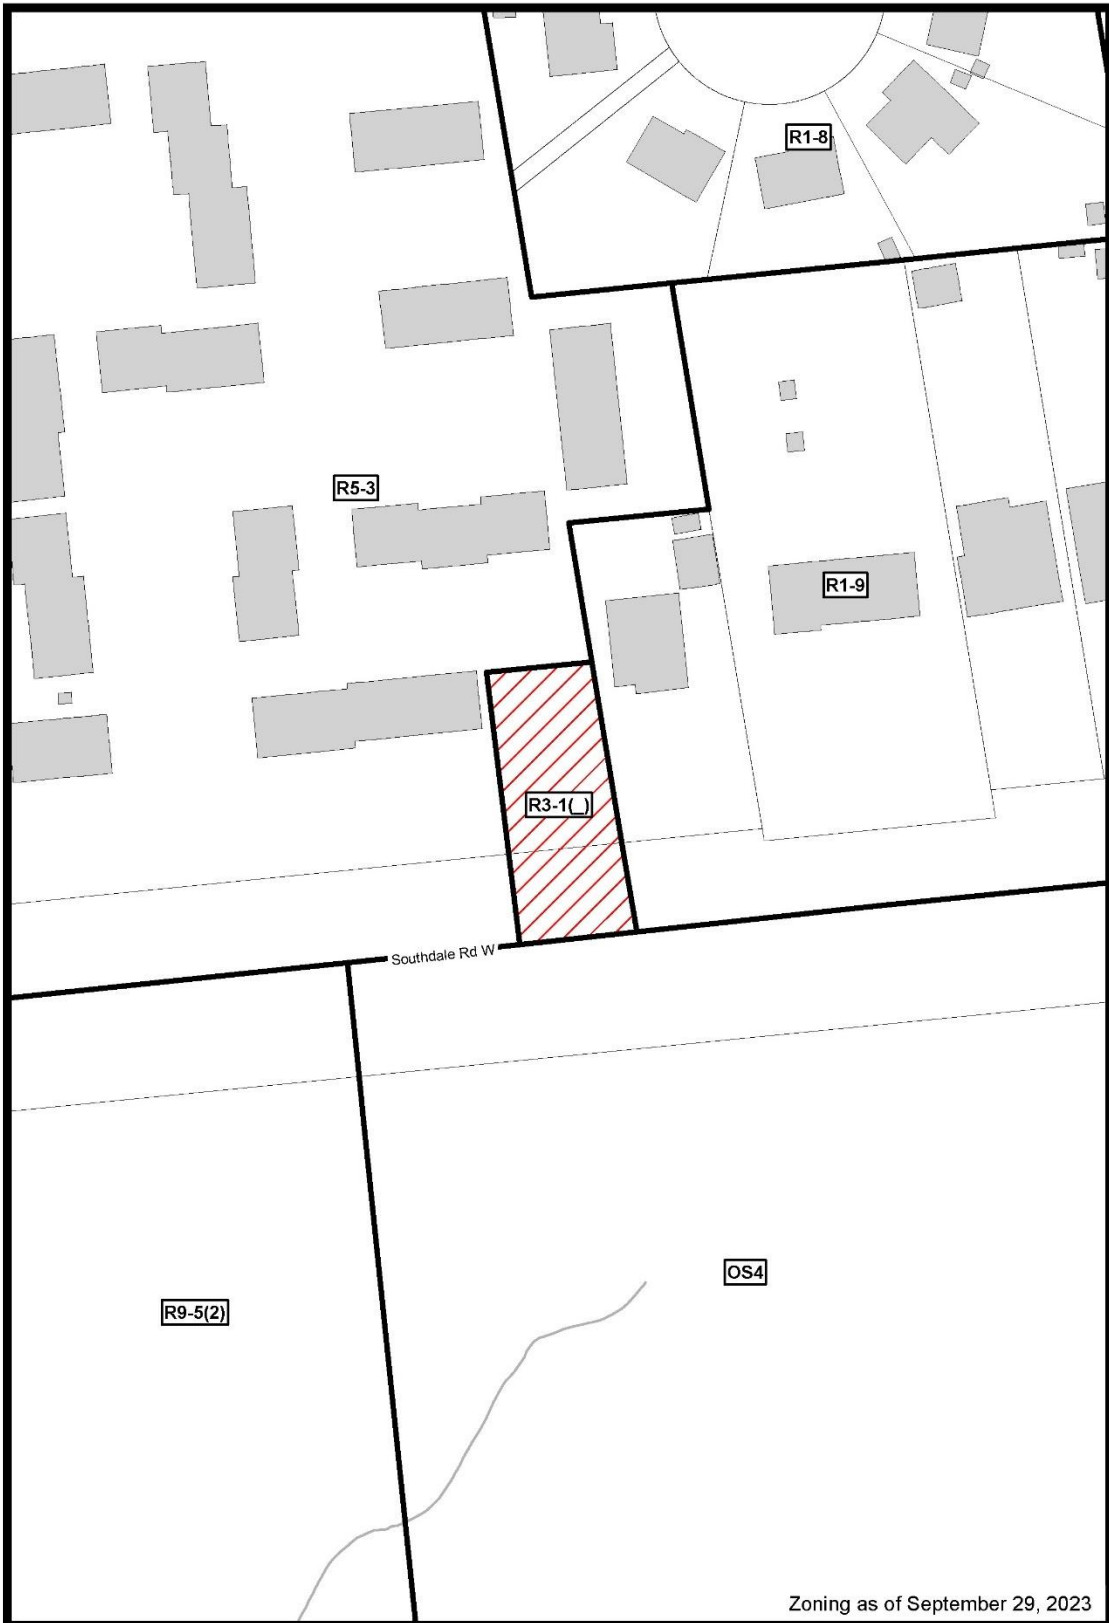 R1-8
R5-3
R1-9
R3-1(_)
Southdale Rd W
OS4
R9-5(2)
Zoning as of September 29, 2023